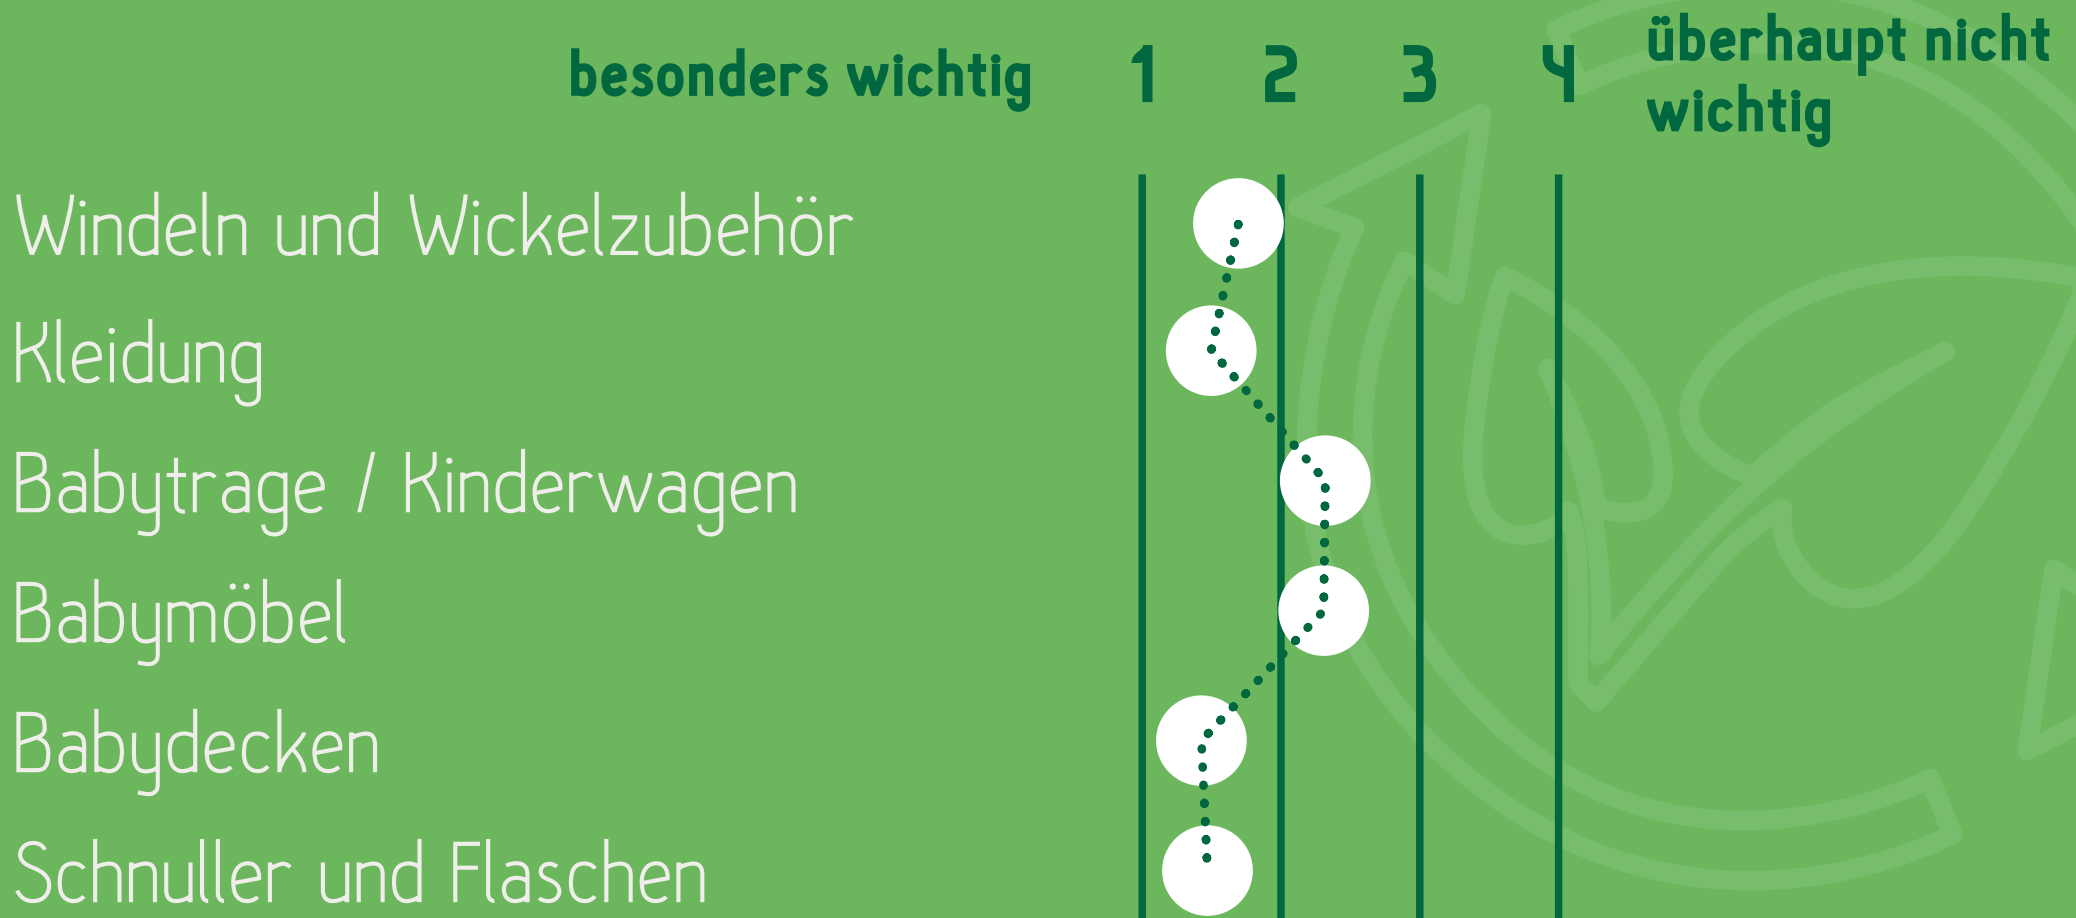 besonders wichtig 1 2 3 4 überhaupt nicht
wichtig
Windeln und Wickelzubehör
Kleidung
Babytrage / Kinderwagen
Babymöbel
Babydecken
Schnuller und Flaschen